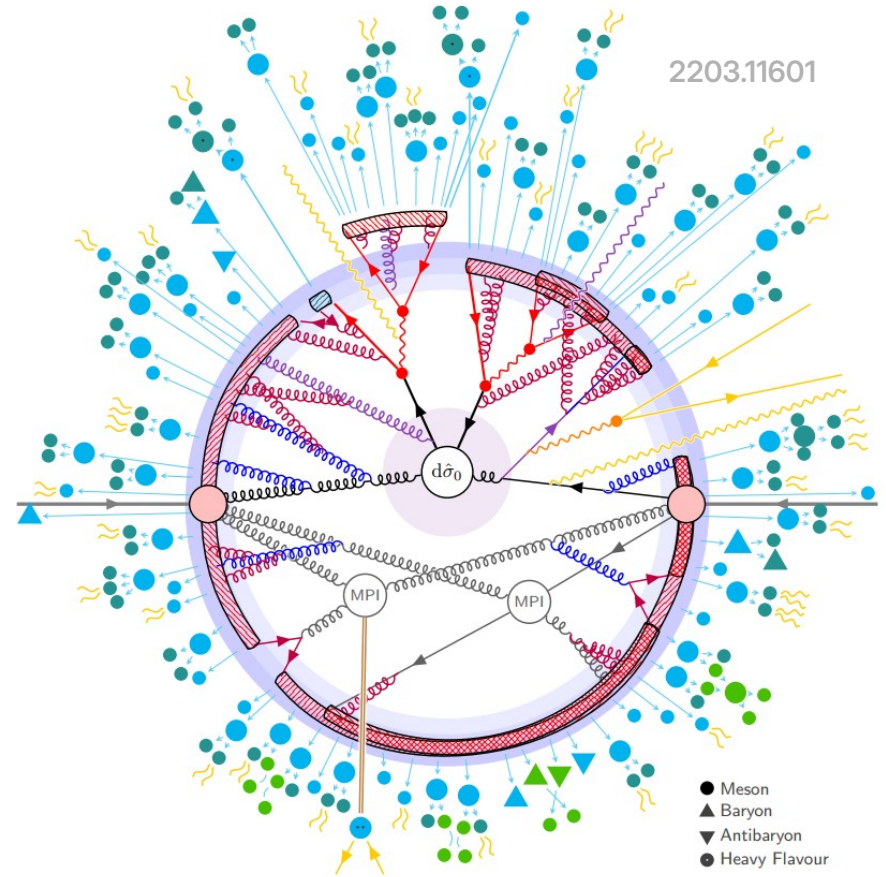 2203.11601
dσ̂₀
MPI
MPI
Meson
Baryon
Antibaryon
Heavy Flavour